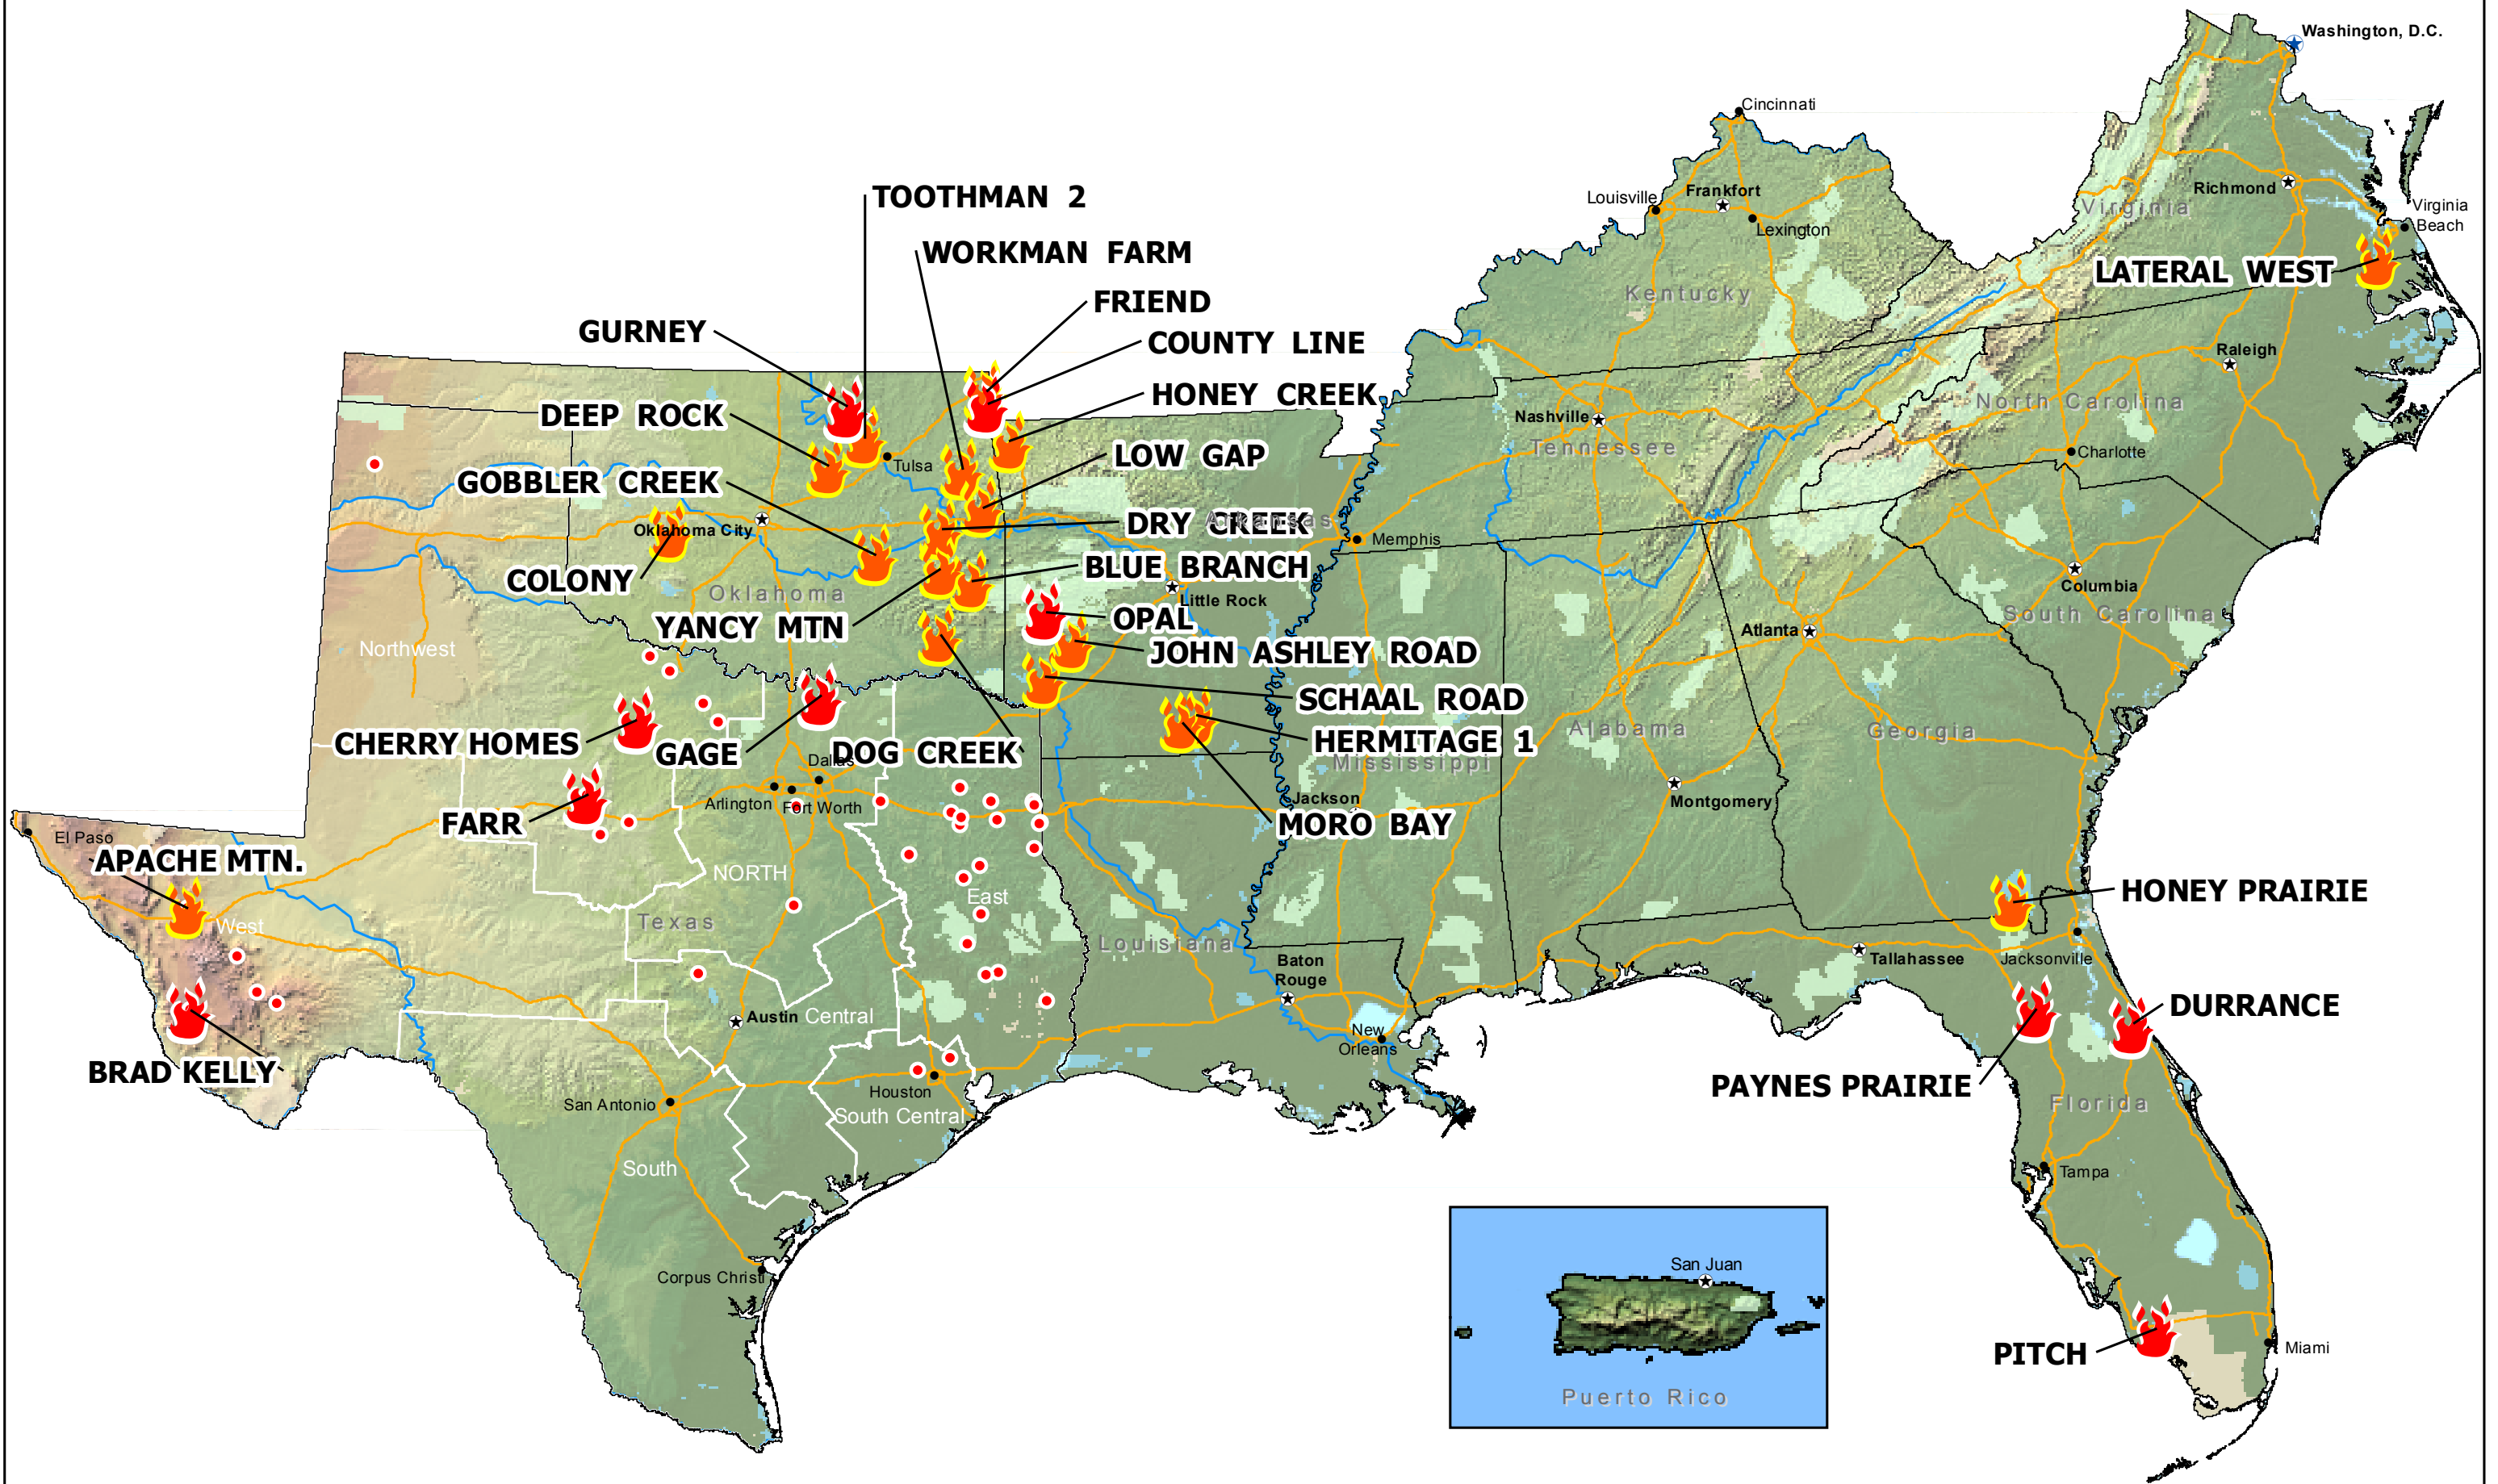 Washington, D.C.
Cincinnati
Louisville
Frankfort
Lexington
Richmond
Virginia
Virginia
Beach
TOOTHMAN 2
WORKMAN FARM
LATERAL WEST
FRIEND
Kentucky
GURNEY
COUNTY LINE
Raleigh
HONEY CREEK
North Carolina
DEEP ROCK
Nashville
Tennessee
Charlotte
LOW GAP
Tulsa
GOBBLER CREEK
Oklahoma City
DRY CREEK
Arkansas
Memphis
BLUE BRANCH
COLONY
Oklahoma
Little Rock
Columbia
South Carolina
OPAL
YANCY MTN
Atlanta
Northwest
JOHN ASHLEY ROAD
SCHAAL ROAD
Alabama
Georgia
CHERRY HOMES
GAGE
DOG CREEK
HERMITAGE 1
Mississippi
Dallas
Arlington
Fort Worth
Jackson
Montgomery
FARR
MORO BAY
El Paso
APACHE MTN.
NORTH
East
HONEY PRAIRIE
West
Texas
Louisiana
Baton
Rouge
Tallahassee
Jacksonville
DURRANCE
Austin
Central
New
Orleans
BRAD KELLY
PAYNES PRAIRIE
Houston
San Antonio
South Central
Florida
South
Tampa
San Juan
Corpus Christi
PITCH
Miami
Puerto Rico